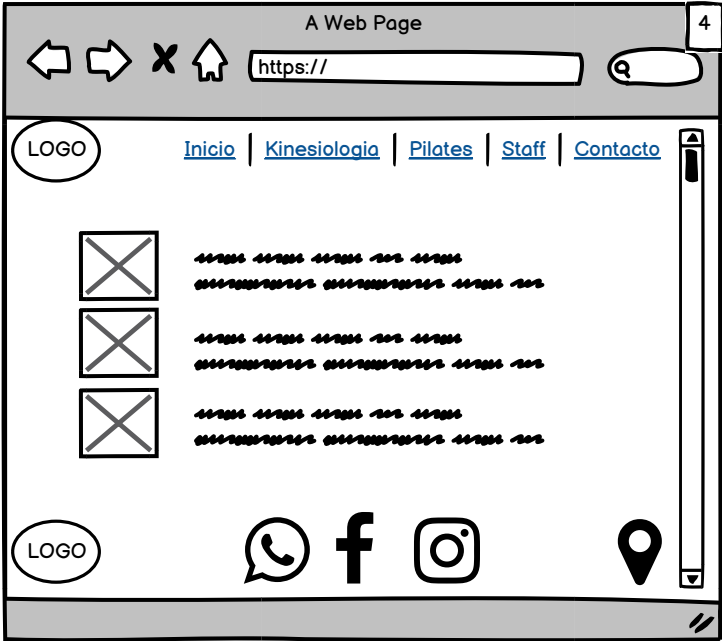 A Web Page
4
https://
LOGO
Inicio | Kinesiologia | Pilates | Staff | Contacto
LOGO